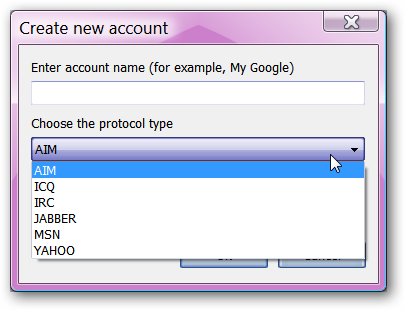 Create new account
Enter account name (for example, My Google)
Choose the protocol type
AIM
AIM
ICQ
IRC
JABBER
MSN
YAHOO